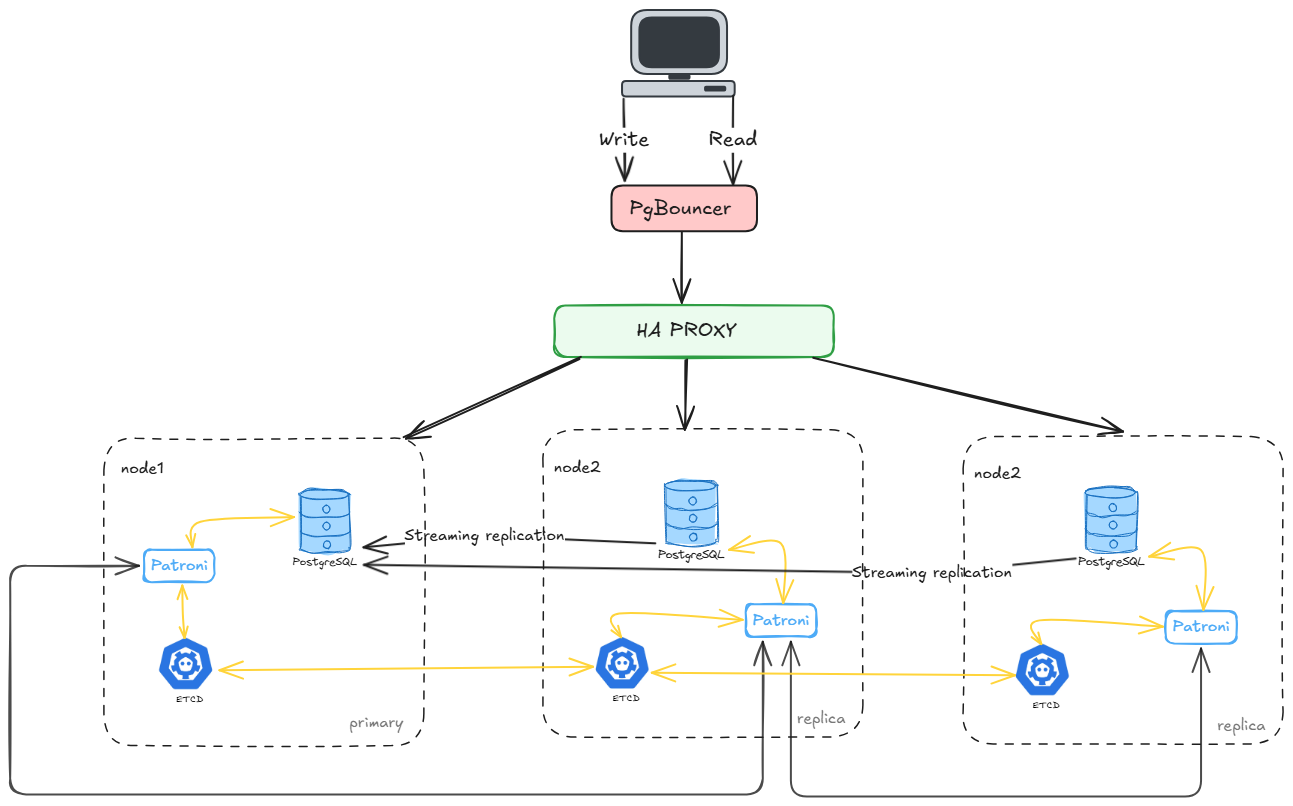 Write
Read
PgBouncer
HA PROXY
node1
PostgreSQL
Patroni
ETCD
primary
Streaming replication
node2
PostgreSQL
Patroni
ETCD
replica
Streaming replication
node2
PostgreSQL
Patroni
ETCD
replica